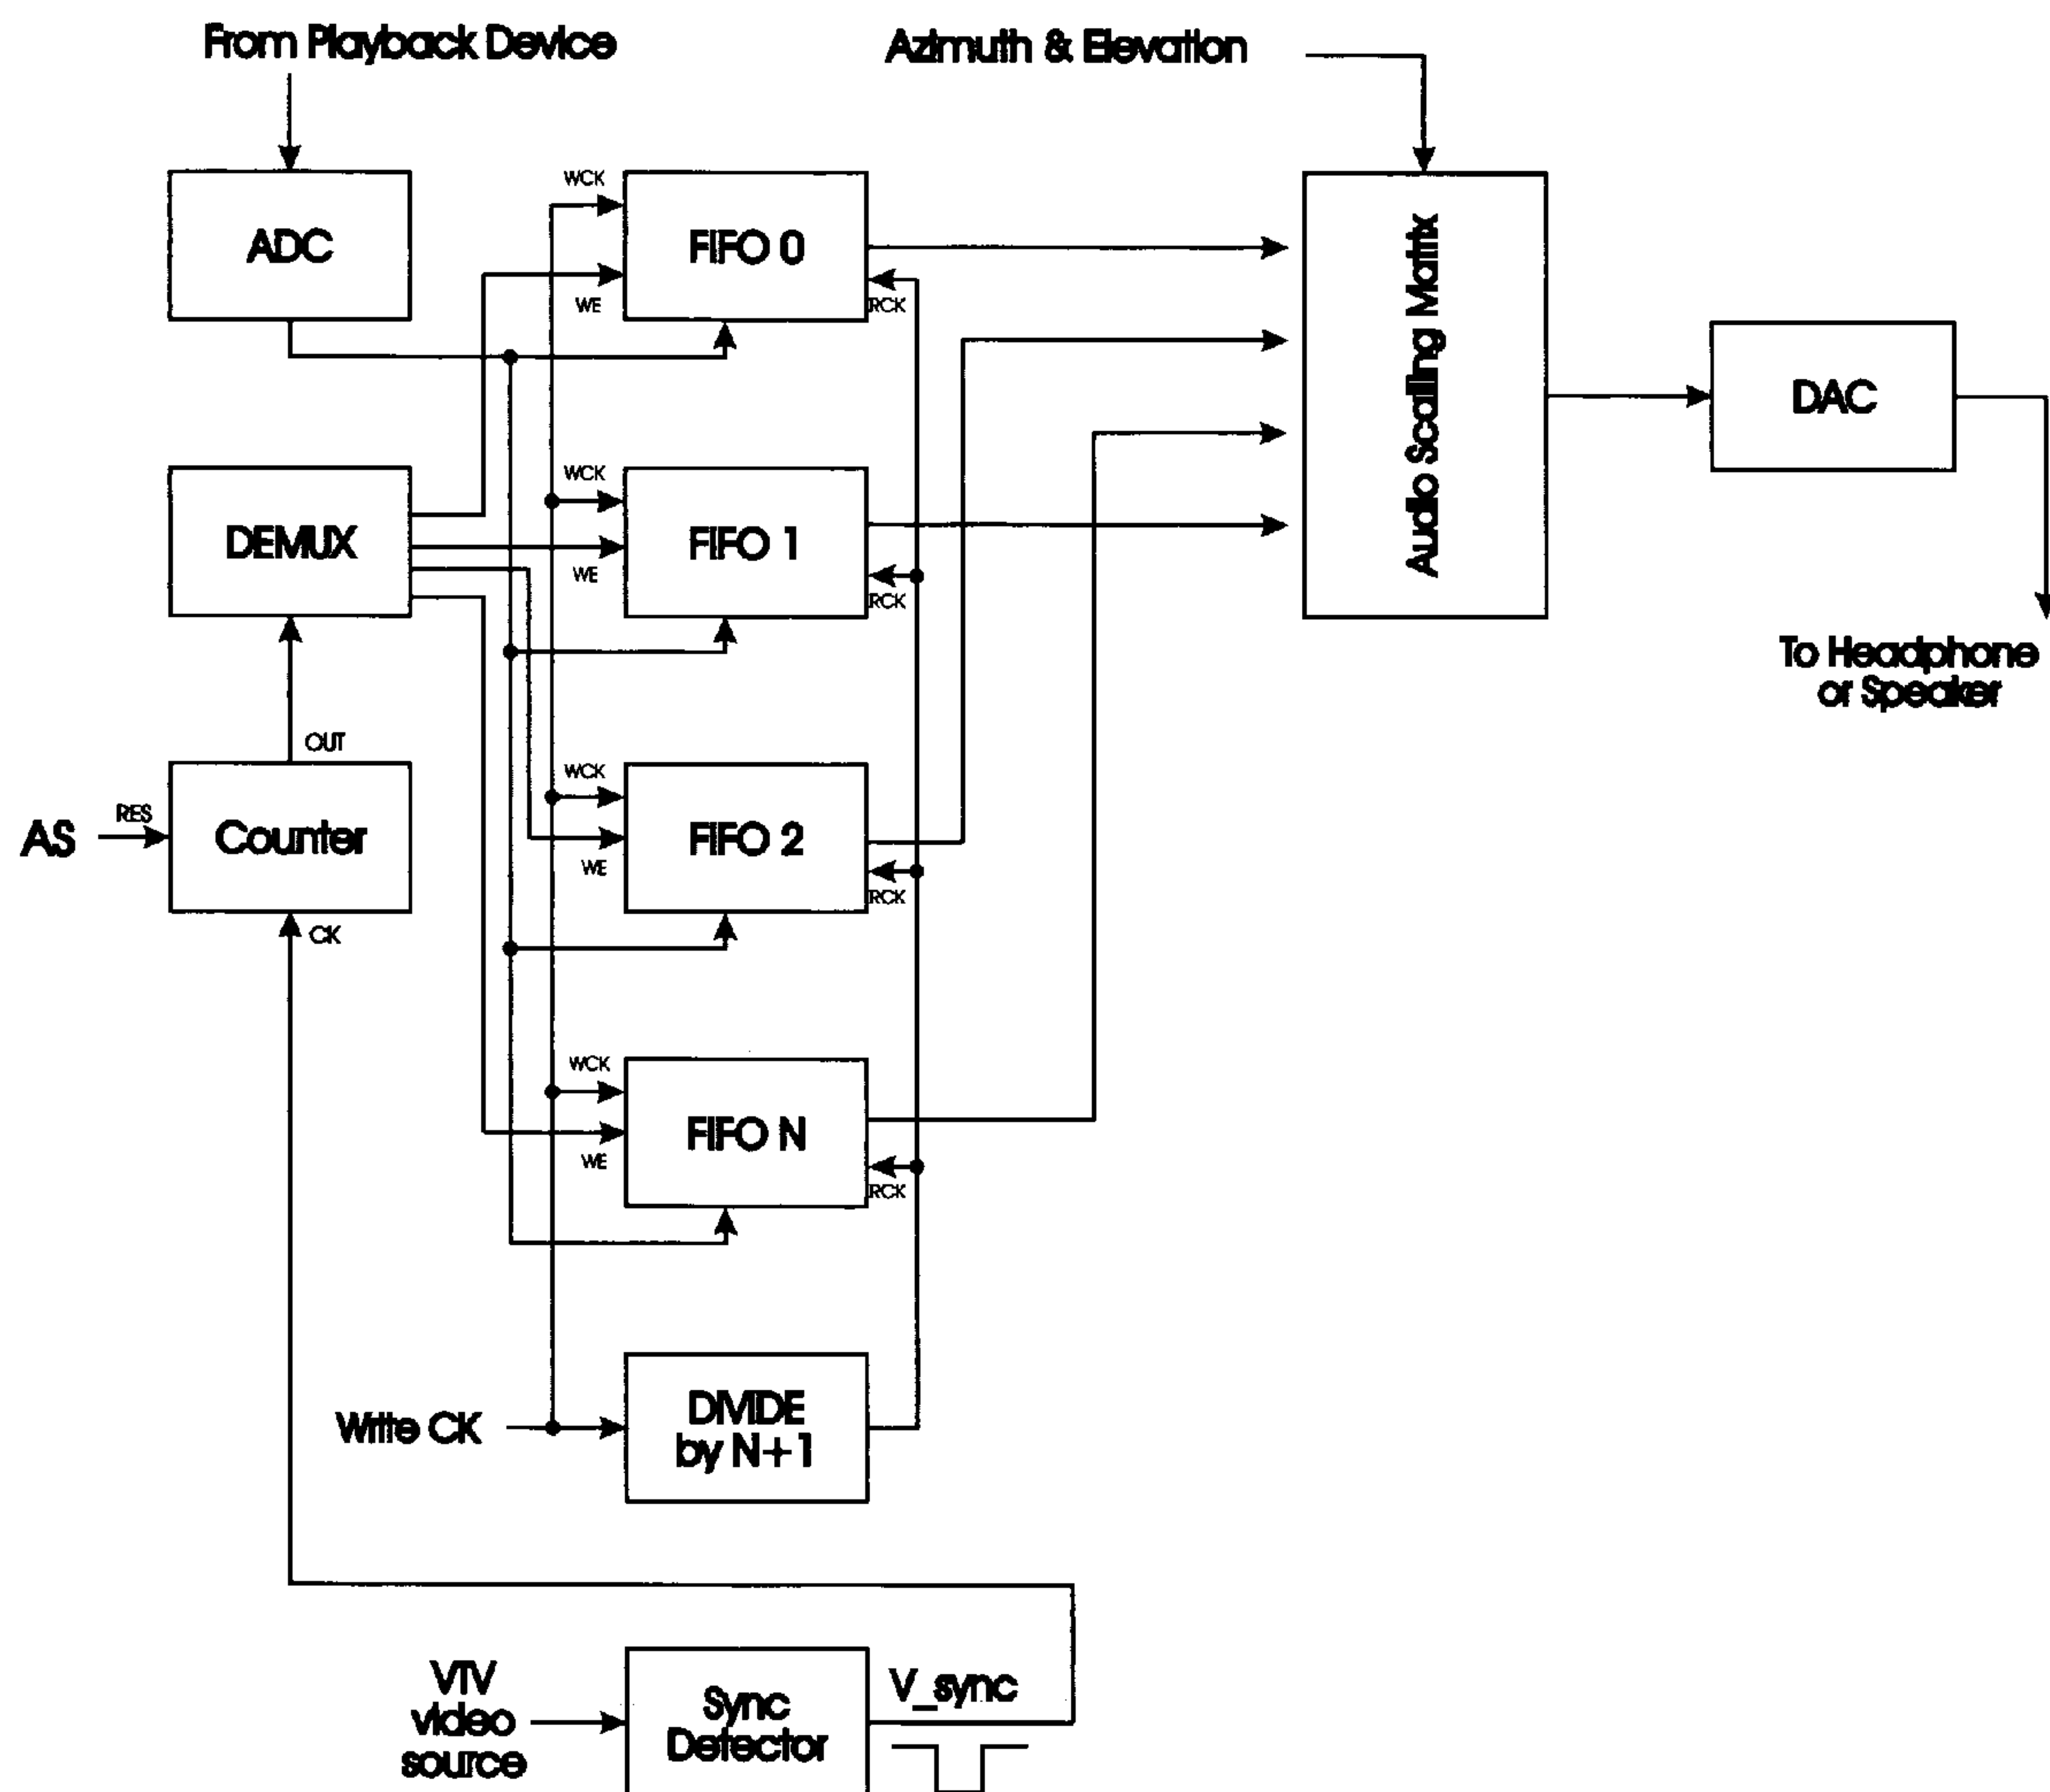 From Playback Device
Azimuth & Elevation
ADC
WCK
WE
FIFO 0
RCK
Audio Scaling Matrix
DAC
To Headphone
or Speaker
DEMUX
WCK
WE
FIFO 1
RCK
OUT
AS
RES
Counter
CK
WCK
WE
FIFO 2
RCK
WCK
WE
FIFO N
RCK
Write CK
DIVIDE
by N+1
VTV
video
source
Sync
Detector
V_sync